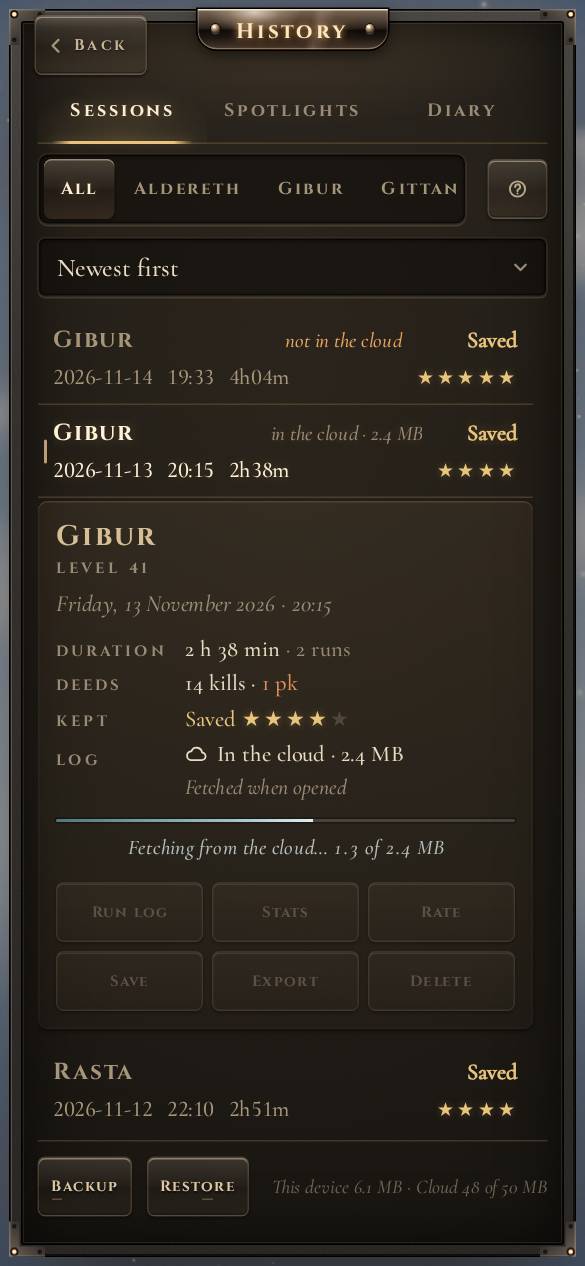 History
Back
Sessions Spotlights Diary
All Aldereth Gibur Gittan
Newest first
Gibur not in the cloud Saved
2026-11-14 19:33 4h04m ★★★★★
Gibur in the cloud · 2.4 MB Saved
2026-11-13 20:15 2h38m ★★★★
Gibur
LEVEL 41
Friday, 13 November 2026 · 20:15
DURATION 2 h 38 min · 2 runs
DEEDS 14 kills · 1 pk
KEPT Saved ★★★★★
LOG In the cloud · 2.4 MB
Fetched when opened
Fetching from the cloud... 1.3 of 2.4 MB
Run log Stats Rate
Save Export Delete
Rasta Saved
2026-11-12 22:10 2h51m ★★★★
Backup Restore This device 6.1 MB · Cloud 48 of 50 MB